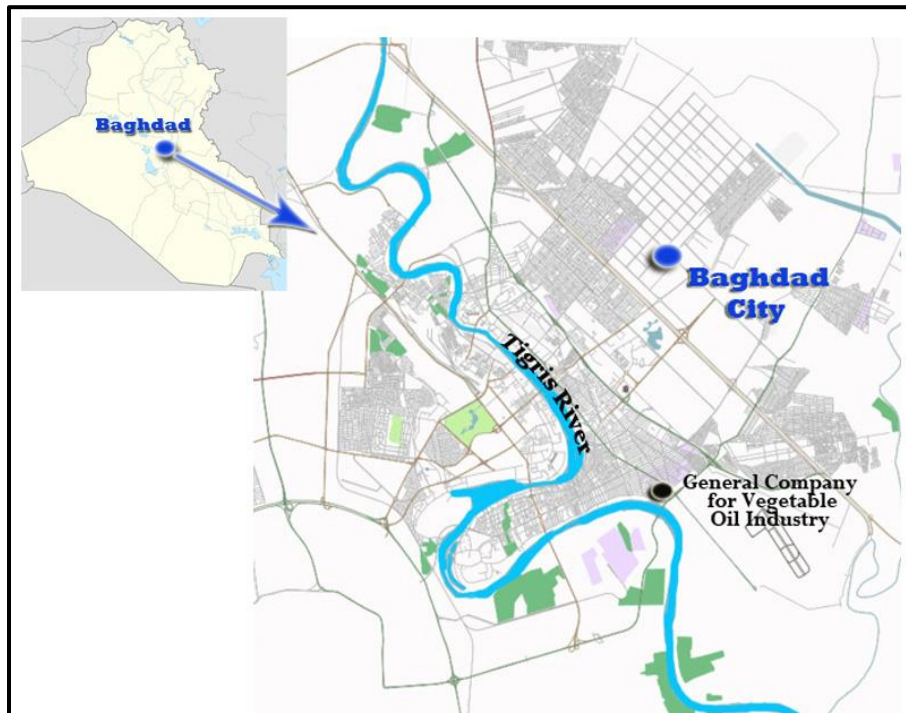 Baghdad
Baghdad
City
Tigris River
General Company
for Vegetable
Oil Industry